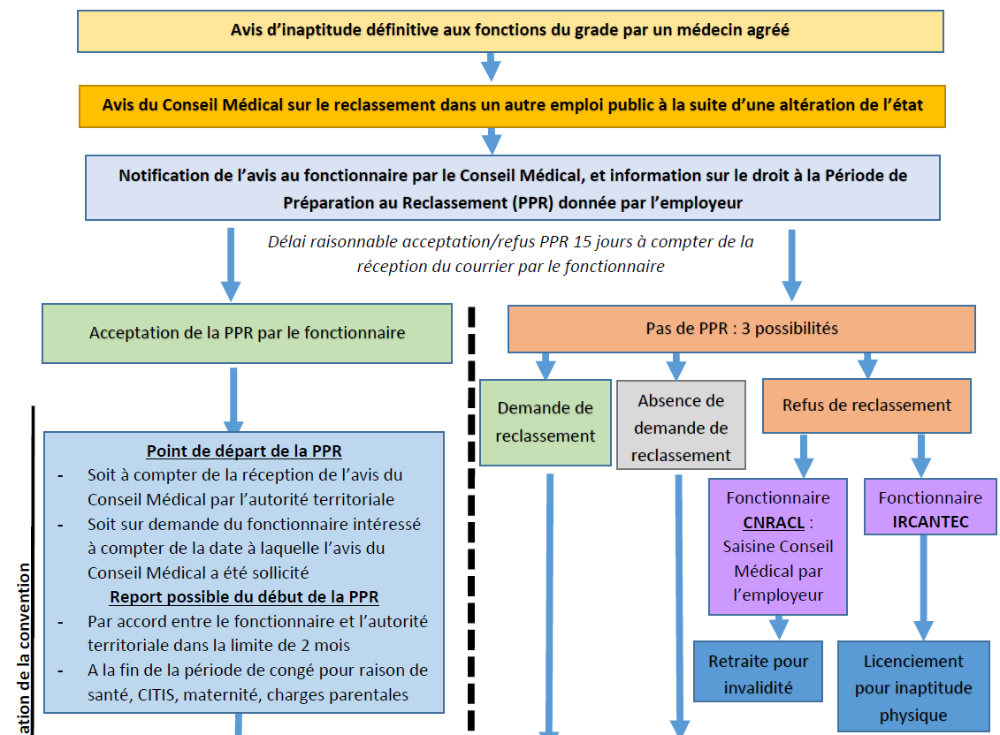 Avis d’inaptitude définitive aux fonctions du grade par un médecin agréé
Avis du Conseil Médical sur le reclassement dans un autre emploi public à la suite d’une altération de l’état
Notification de l’avis au fonctionnaire par le Conseil Médical, et information sur le droit à la Période de
Préparation au Reclassement (PPR) donnée par l’employeur
Délai raisonnable acceptation/refus PPR 15 jours à compter de la
réception du courrier par le fonctionnaire
Acceptation de la PPR par le fonctionnaire
Point de départ de la PPR
- Soit à compter de la réception de l’avis du
Conseil Médical par l’autorité territoriale
- Soit sur demande du fonctionnaire intéressé
à compter de la date à laquelle l’avis du
Conseil Médical a été sollicité
Report possible du début de la PPR
- Par accord entre le fonctionnaire et l’autorité
territoriale dans la limite de 2 mois
- A la fin de la période de congé pour raison de
santé, CITIS, maternité, charges parentales
ation de la convention
Pas de PPR : 3 possibilités
Demande de
reclassement
Absence de
demande de
reclassement
Refus de reclassement
Fonctionnaire
CNRACL :
Saisine Conseil
Médical par
l’employeur
Fonctionnaire
IRCANTEC
Retraite pour
invalidité
Licenciement
pour inaptitude
physique